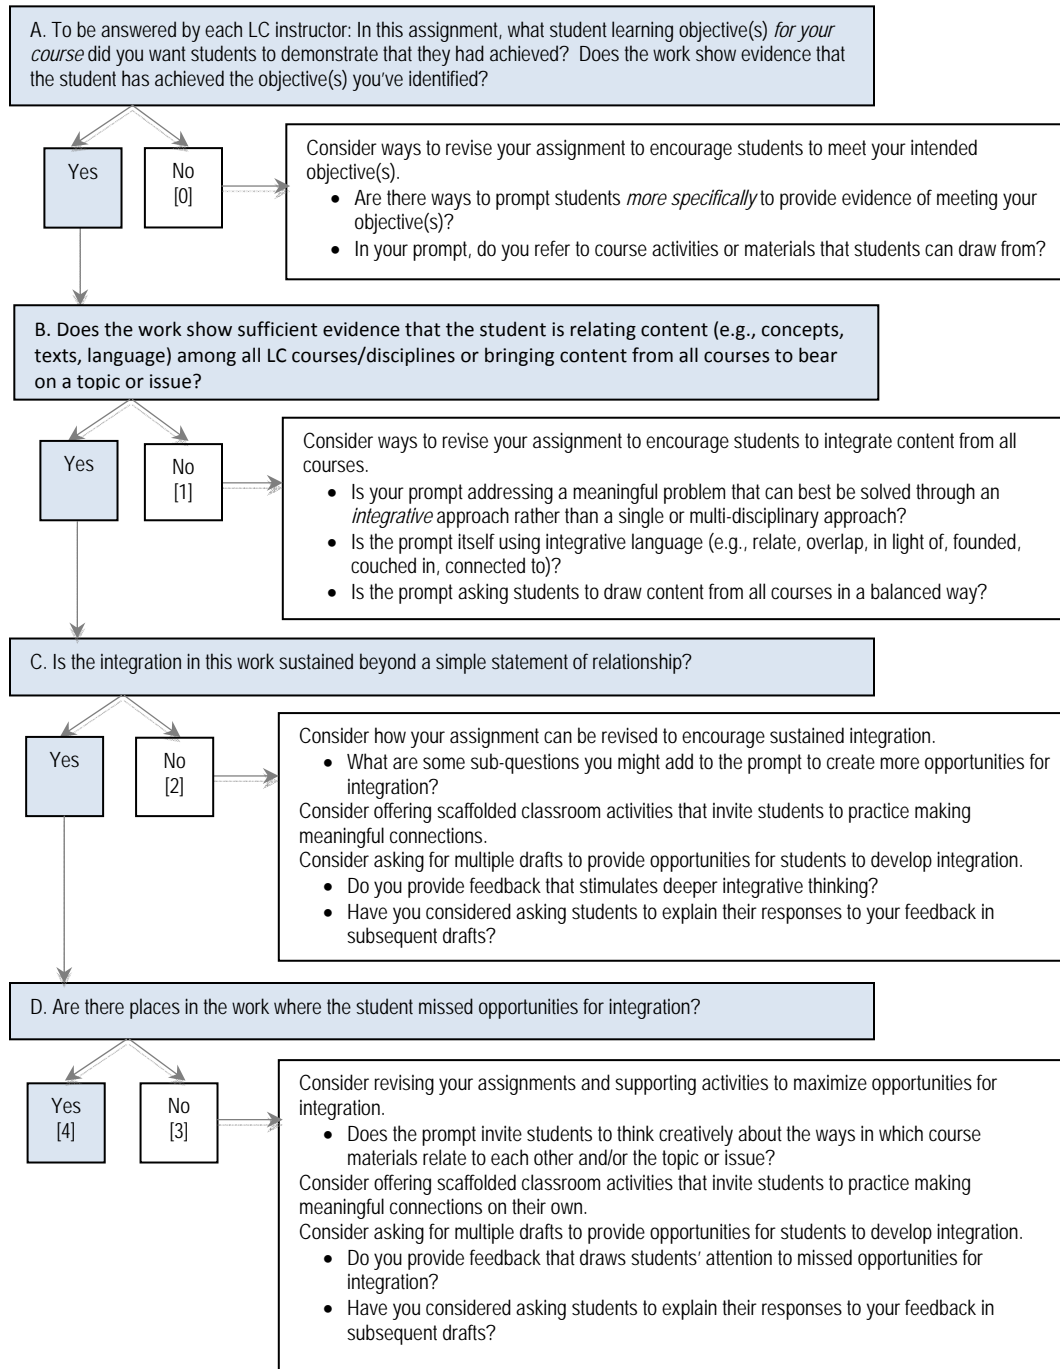 A. To be answered by each LC instructor: In this assignment, what student learning objective(s) for your
course did you want students to demonstrate that they had achieved? Does the work show evidence that
the student has achieved the objective(s) you've identified?
Yes
No
[0]
Consider ways to revise your assignment to encourage students to meet your intended
objective(s).
• Are there ways to prompt students more specifically to provide evidence of meeting your
objective(s)?
• In your prompt, do you refer to course activities or materials that students can draw from?
B. Does the work show sufficient evidence that the student is relating content (e.g., concepts,
texts, language) among all LC courses/disciplines or bringing content from all courses to bear
on a topic or issue?
Yes
No
[1]
Consider ways to revise your assignment to encourage students to integrate content from all
courses.
• Is your prompt addressing a meaningful problem that can best be solved through an
integrative approach rather than a single or multi-disciplinary approach?
• Is the prompt itself using integrative language (e.g., relate, overlap, in light of, founded,
couched in, connected to)?
• Is the prompt asking students to draw content from all courses in a balanced way?
C. Is the integration in this work sustained beyond a simple statement of relationship?
Yes
No
[2]
Consider how your assignment can be revised to encourage sustained integration.
• What are some sub-questions you might add to the prompt to create more opportunities for
integration?
Consider offering scaffolded classroom activities that invite students to practice making
meaningful connections.
Consider asking for multiple drafts to provide opportunities for students to develop integration.
• Do you provide feedback that stimulates deeper integrative thinking?
• Have you considered asking students to explain their responses to your feedback in
subsequent drafts?
D. Are there places in the work where the student missed opportunities for integration?
Yes
[4]
No
[3]
Consider revising your assignments and supporting activities to maximize opportunities for
integration.
• Does the prompt invite students to think creatively about the ways in which course
materials relate to each other and/or the topic or issue?
Consider offering scaffolded classroom activities that invite students to practice making
meaningful connections on their own.
Consider asking for multiple drafts to provide opportunities for students to develop integration.
• Do you provide feedback that draws students' attention to missed opportunities for
integration?
• Have you considered asking students to explain their responses to your feedback in
subsequent drafts?